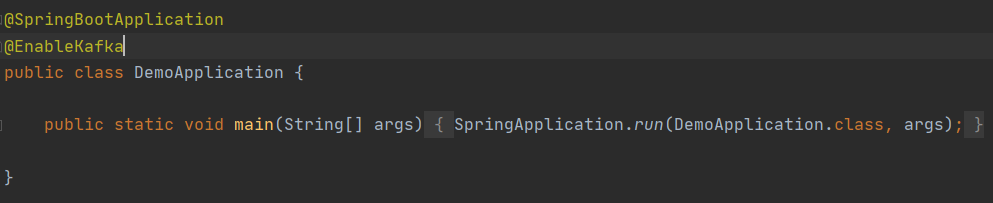 @SpringBootApplication
@EnableKafka
public class DemoApplication {
public static void main(String[] args) { SpringApplication.run(DemoApplication.class, args); }
}